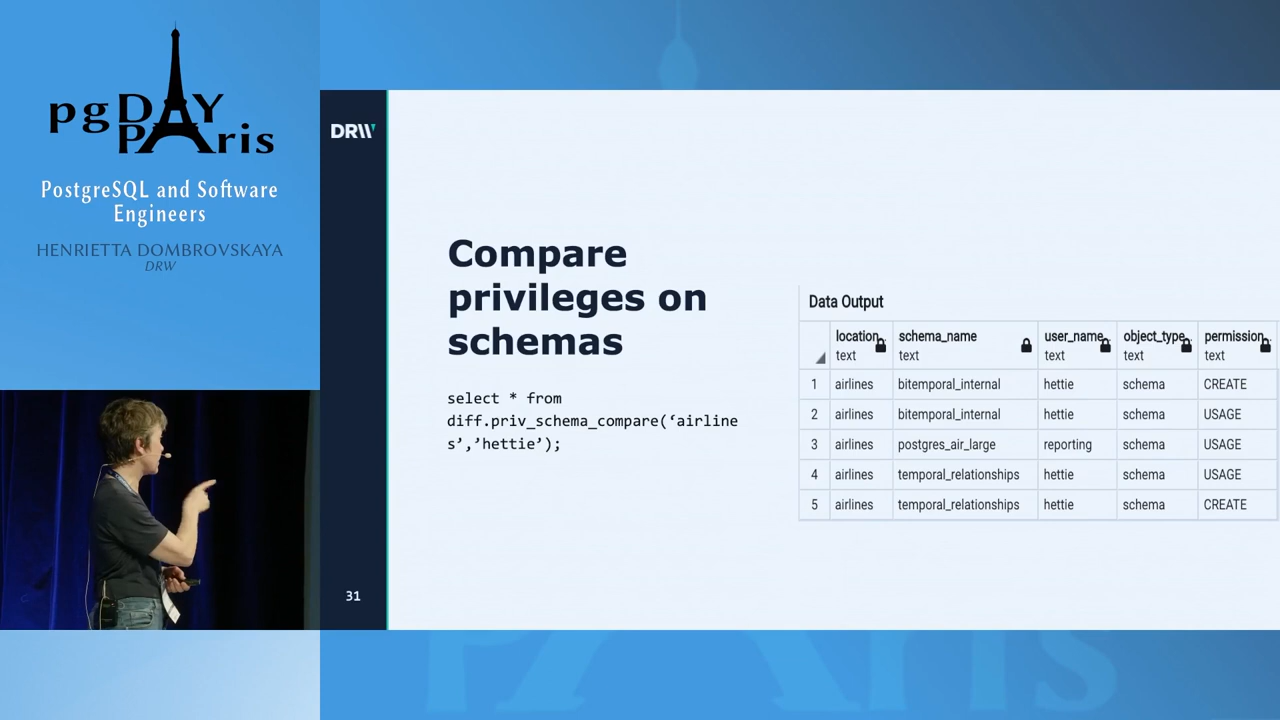 pgDAY
PAris
PostgreSQL and Software
Engineers
HENRIETTA DOMBROVSKAYA
DRW
DRW
Compare
privileges on
schemas
select * from
diff.priv_schema_compare(‘airline
s’,’hettie’);
31
Data Output
location schema_name user_name object_type permission
text text text text text
1 airlines bitemporal_internal hettie schema CREATE
2 airlines bitemporal_internal hettie schema USAGE
3 airlines postgres_air_large reporting schema USAGE
4 airlines temporal_relationships hettie schema USAGE
5 airlines temporal_relationships hettie schema CREATE
PAris